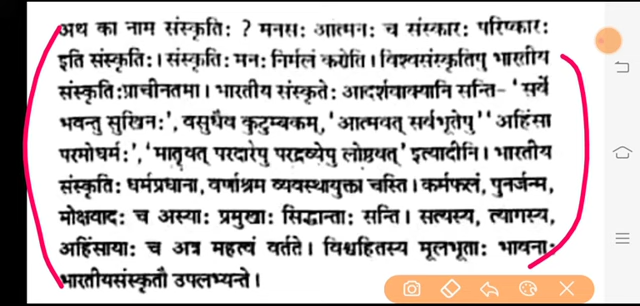 अथ का नाम संस्कृति: ? मनस: आत्मन: च संस्कार: परिष्कार:
इति संस्कृति:। संस्कृति: मन: निर्मलं करोति। विश्वसंस्कृतिषु भारतीय
संस्कृति:प्राचीनतमा। भारतीय संस्कृते: आदर्शवाक्यानि सन्ति- 'सर्वे
भवन्तु सुखिन:', वसुधैव कुटुम्बकम्, 'आत्मवत् सर्वभूतेषु'' अहिंसा
परमोधर्म:', 'मातृवत् परदारेषु परद्रव्येषु लोष्ठवत्' इत्यादीनि। भारतीय
संस्कृति: धर्मप्रधाना, वर्णाश्रम व्यवस्थायुक्ता चास्ति। कर्मफलं, पुनर्जन्म,
मोक्षवाद: च अस्या: प्रमुखा: सिद्धान्ता: सन्ति। सत्यस्य, त्यागस्य,
अहिंसाया: च अत्र महत्वं वर्तते। विश्वहितस्य मूलभूता: भावना:
भारतीयसंस्कृतौ उपलभ्यन्ते।